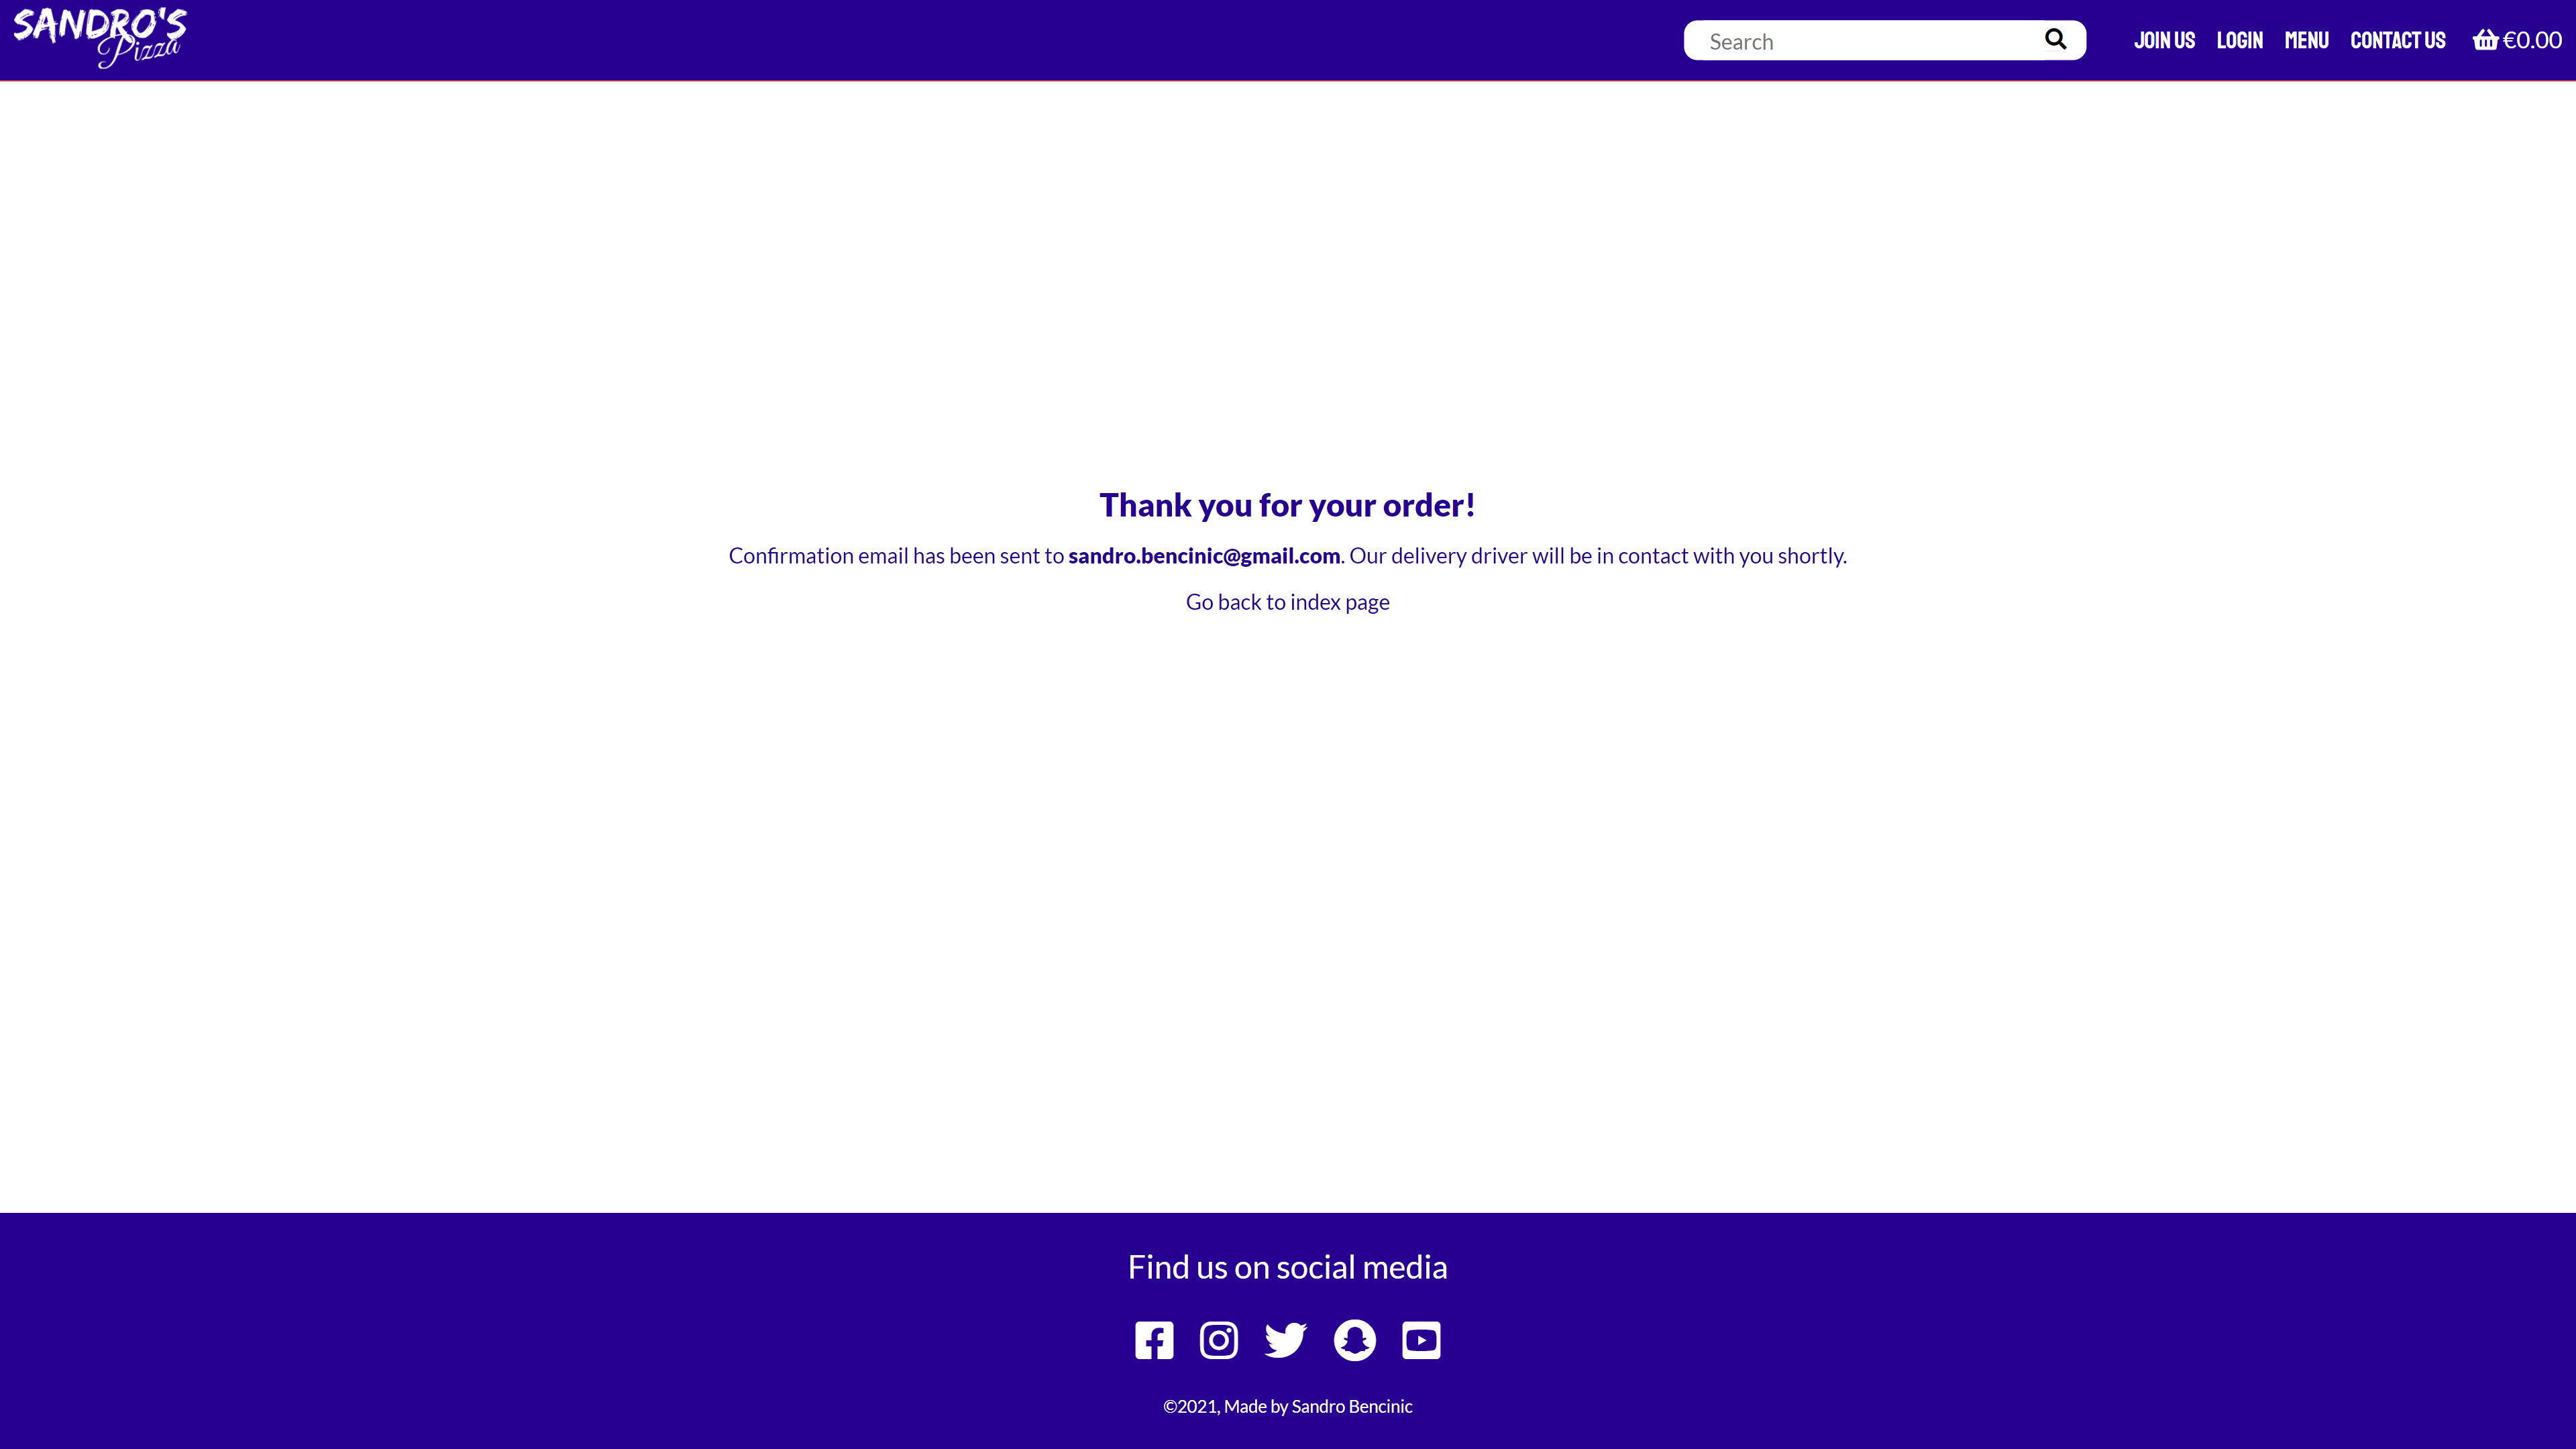 SANDRO'S
Pizza
Search
JOIN US LOGIN MENU CONTACT US €0.00
Thank you for your order!
Confirmation email has been sent to sandro.bencinic@gmail.com. Our delivery driver will be in contact with you shortly.
Go back to index page
Find us on social media
©2021, Made by Sandro Bencinic